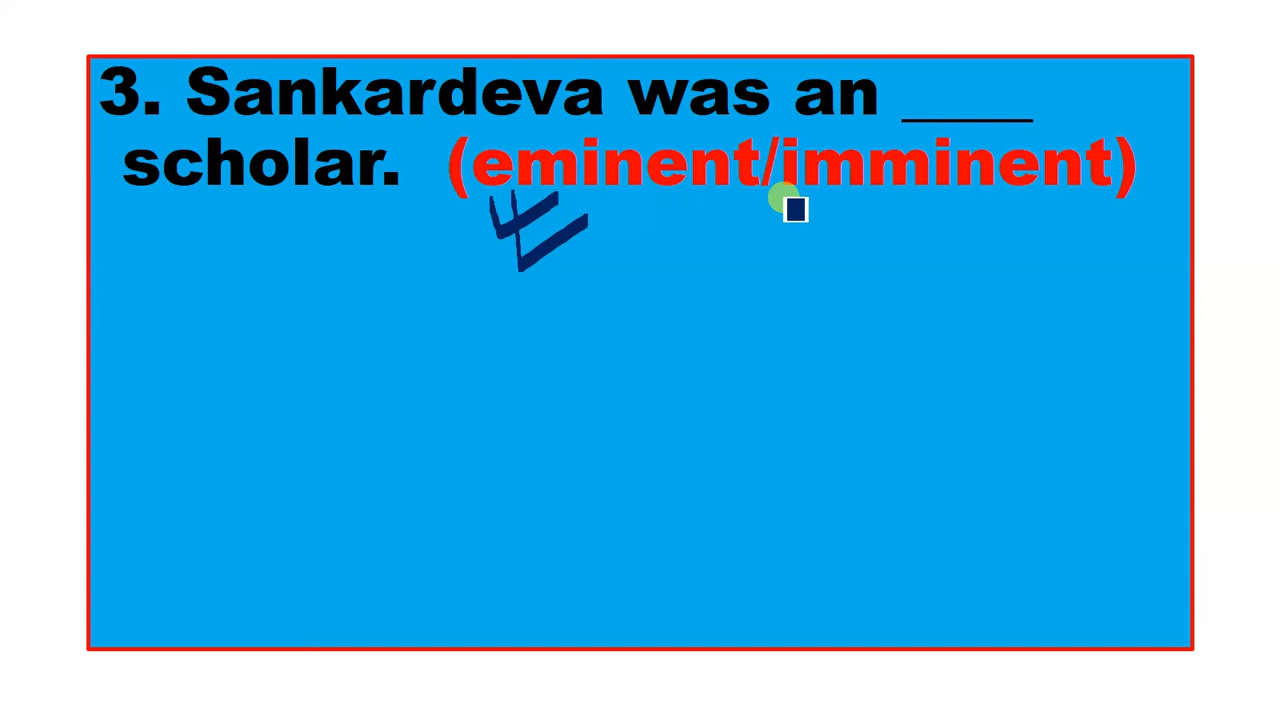 3. Sankardeva was an ____
scholar. (eminent/imminent)